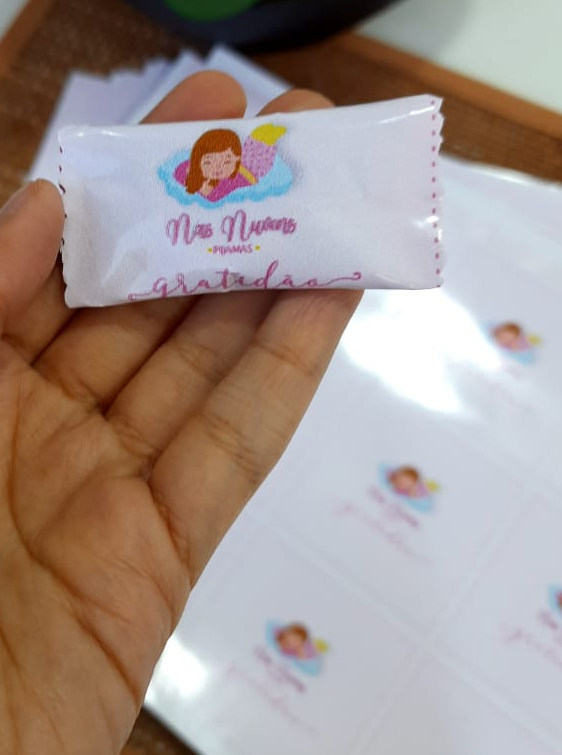 Nas Nuvens
PIJAMAS
gratidão